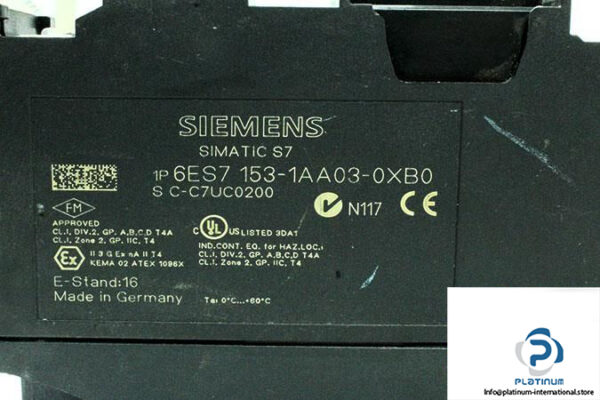 SIEMENS
SIMATIC S7
1P 6ES7 153-1AA03-0XB0
S C-C7UC0200
FM
APPROVED
CL.I, DIV.2, GP. A,B,C,D T4A
CL.I, Zone 2, GP. IIC, T4
C UL US LISTED 3DA1
IND.CONT. EQ. for HAZ.LOC.:
CL.I, DIV.2, GP. A,B,C,D T4A
CL.I, Zone 2, GP. IIC, T4
N117
CE
Ex
II 3 G Ex nA II T4
KEMA 02 ATEX 1096X
E-Stand:16
Made in Germany
Ta: 0°C...+60°C
PLATINUM
Info@platinum-international.store